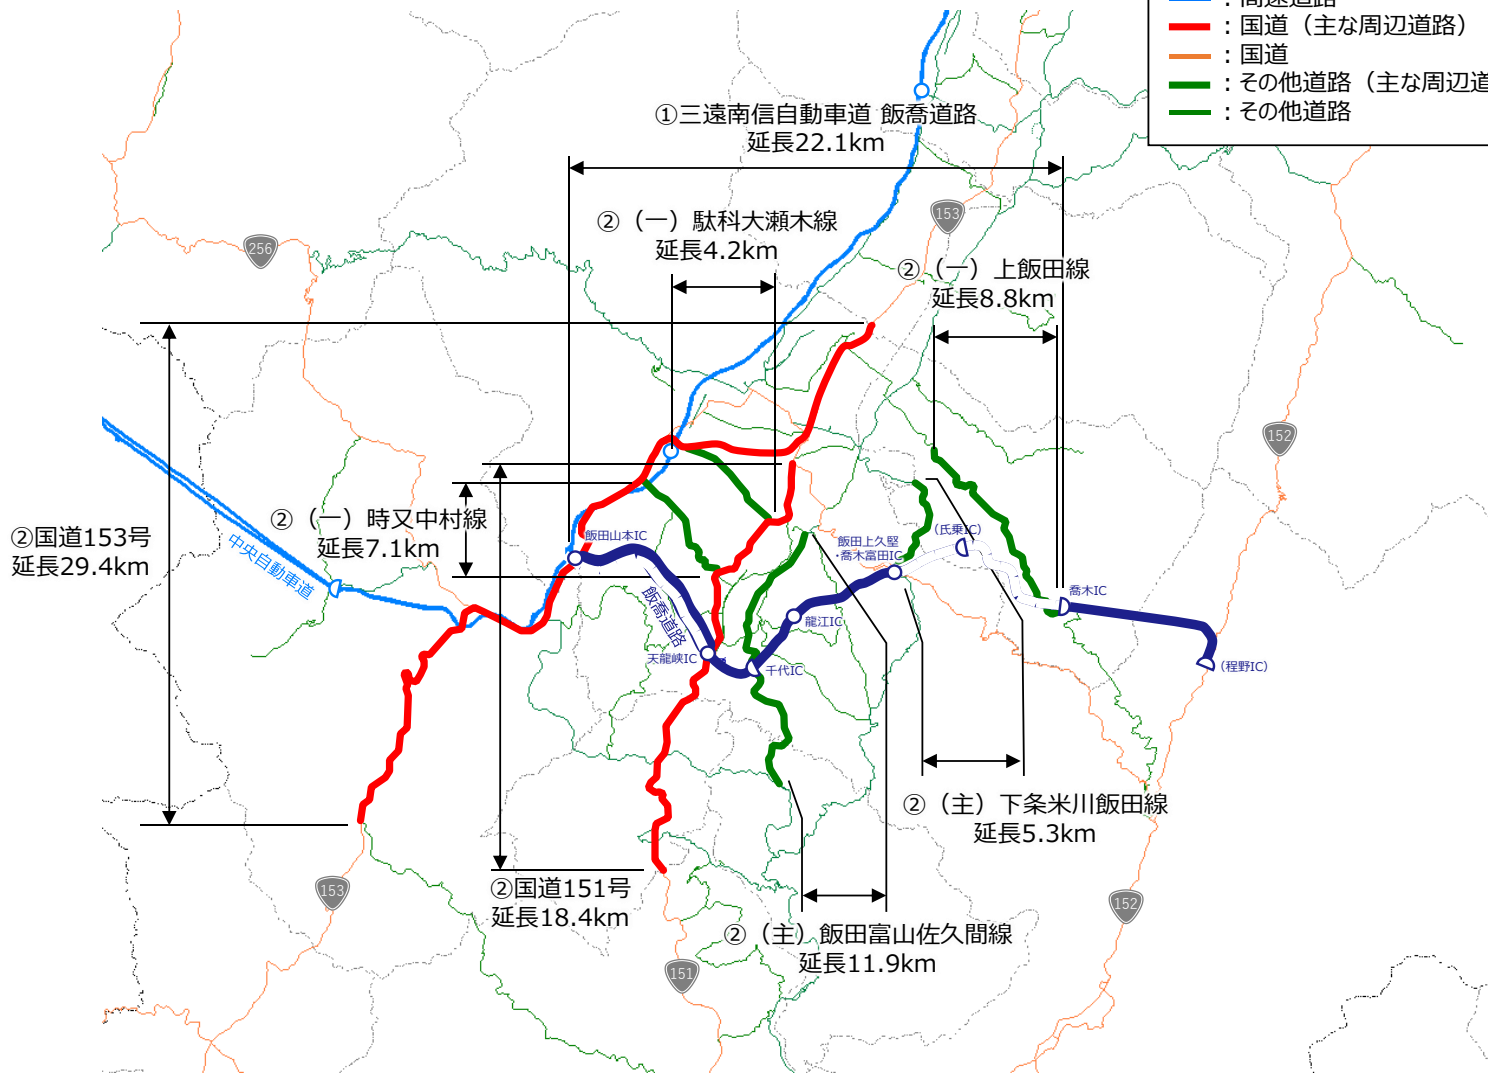 ：高速道路
：国道（主な周辺道路）
：国道
：その他道路（主な周辺道
：その他道路
①三遠南信自動車道 飯喬道路
延長22.1km
②（一）駄科大瀬木線
延長4.2km
153
256
②（一）上飯田線
延長8.8km
152
②（一）時又中村線
延長7.1km
②国道153号
延長29.4km
中央自動車道
飯田山本IC
飯田上久堅
・喬木富田IC
（氏乗IC）
喬木IC
飯喬道路
龍江IC
天龍峡IC
千代IC
（程野IC）
②（主）下条米川飯田線
延長5.3km
153
②国道151号
延長18.4km
152
②（主）飯田富山佐久間線
延長11.9km
151